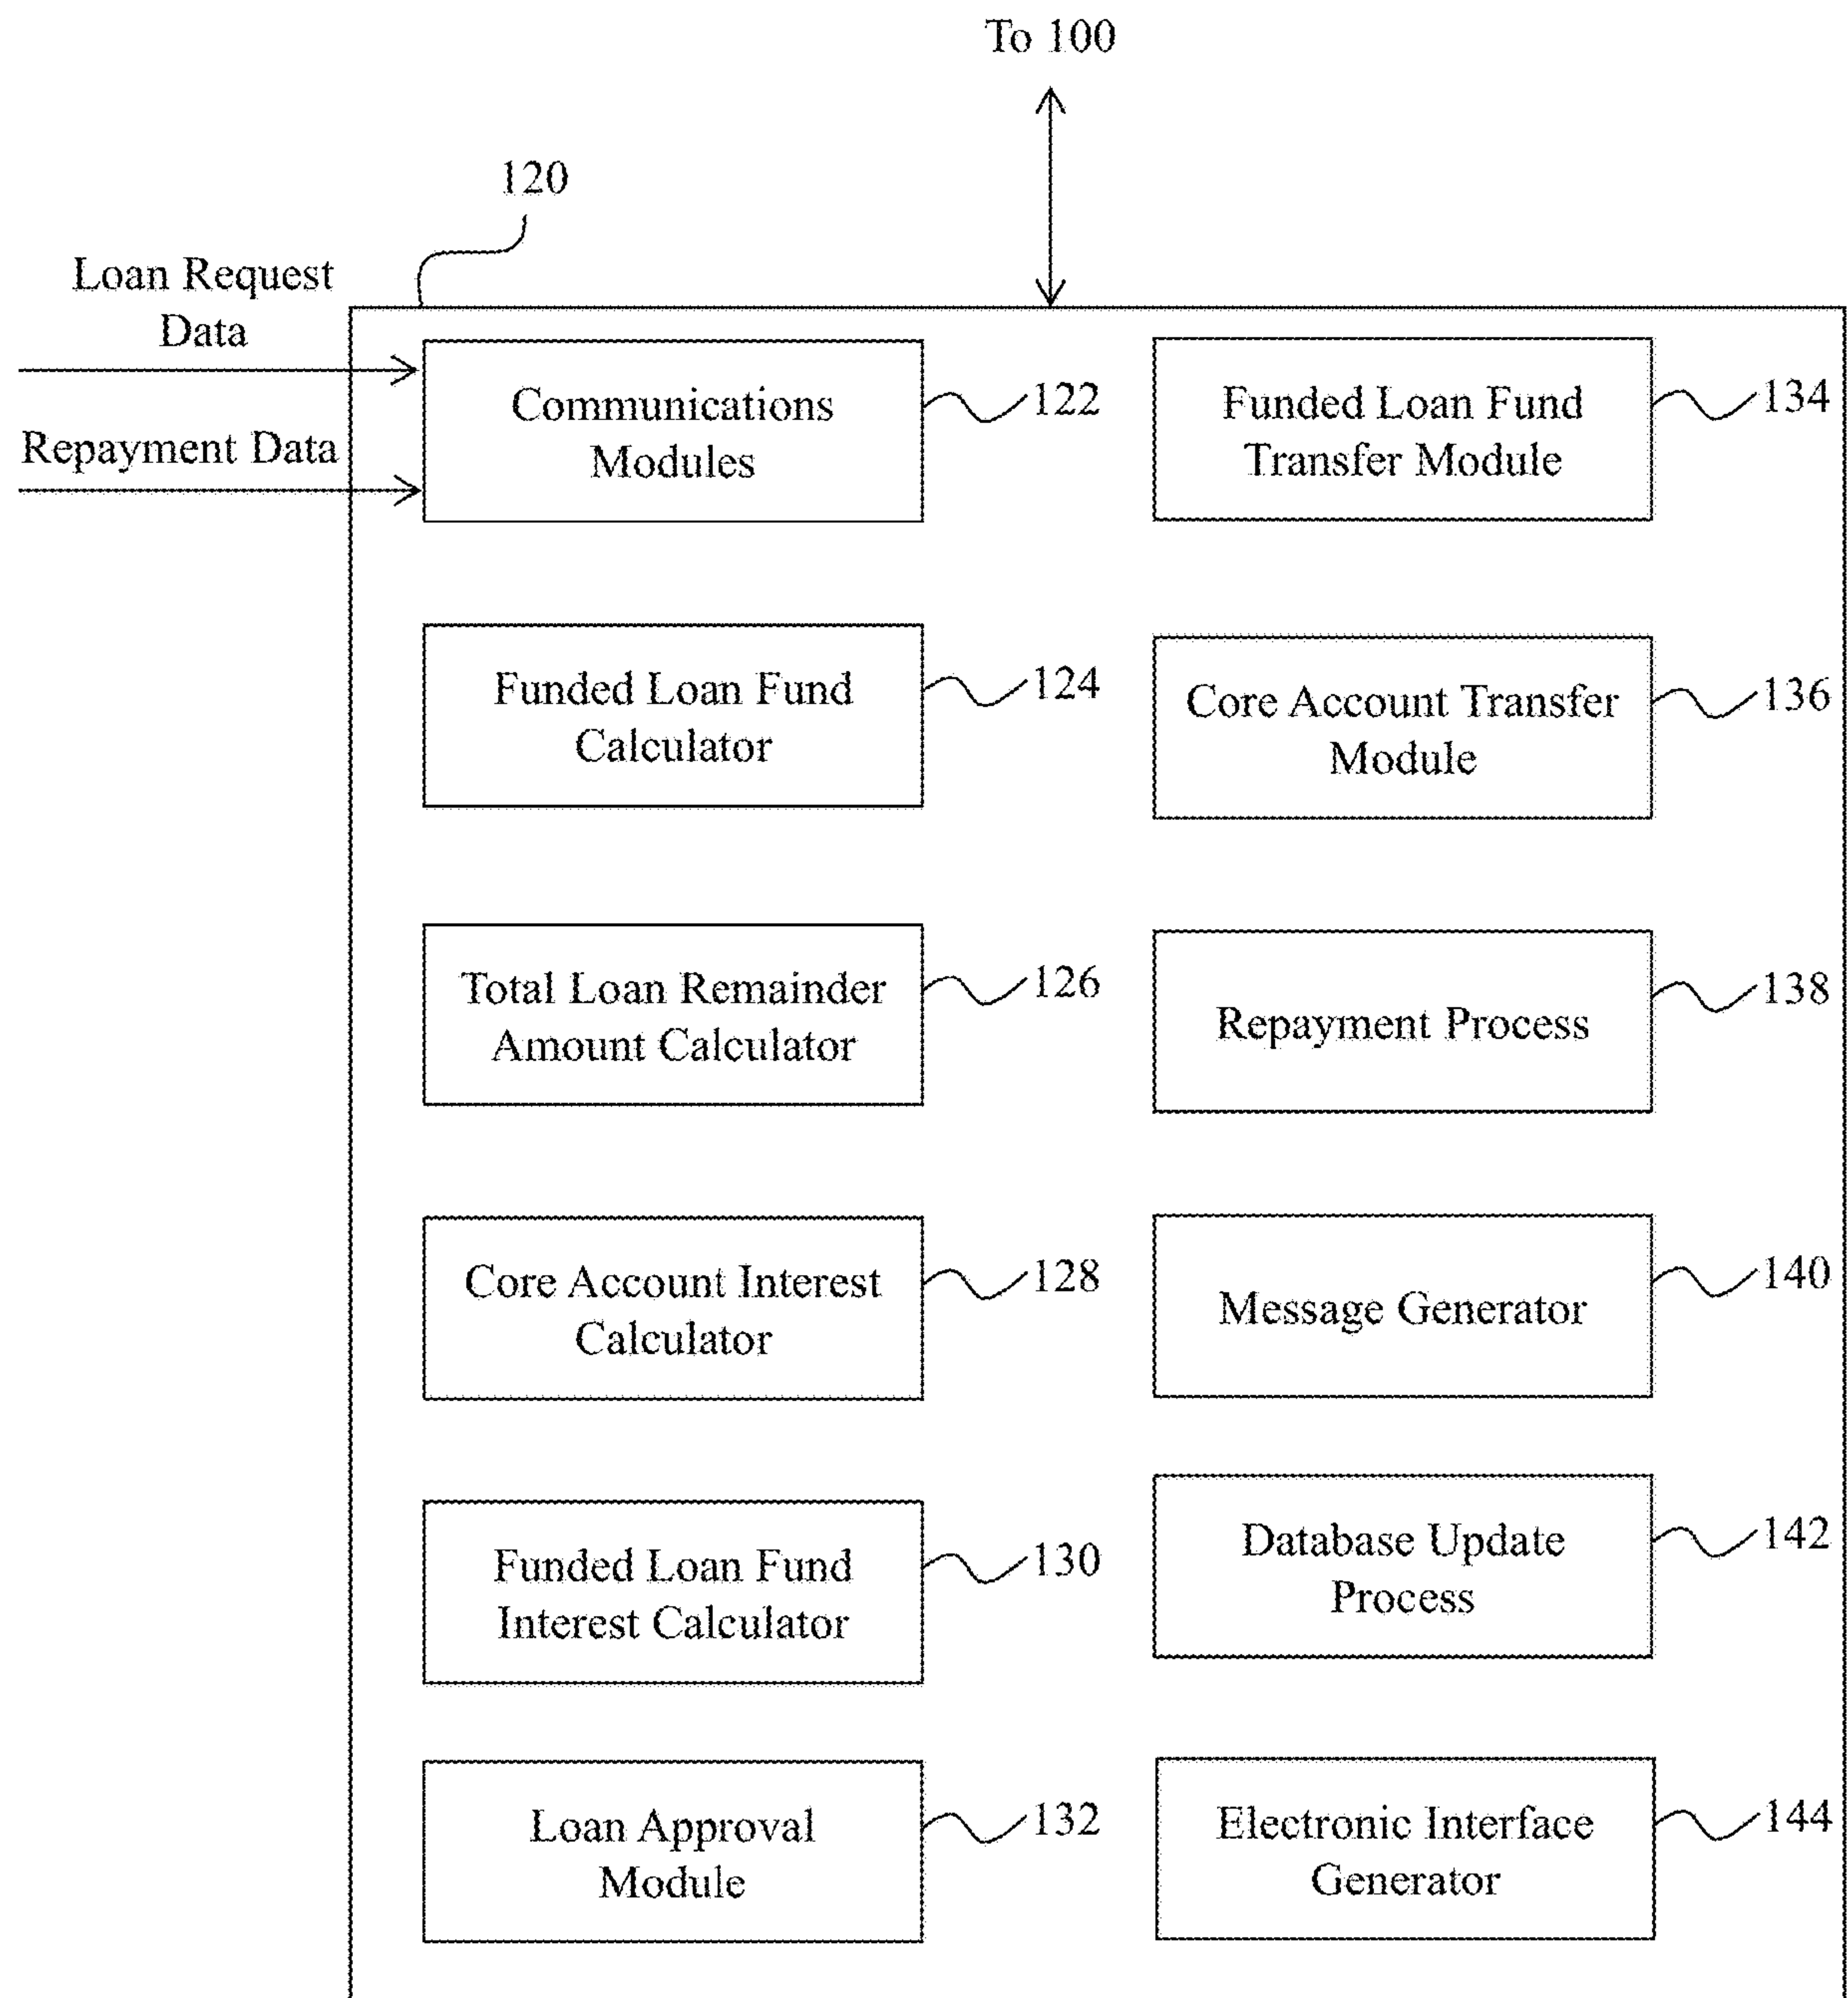 To 100
120
Loan Request
Data
Repayment Data
Communications
Modules
122
Funded Loan Fund
Transfer Module
134
Funded Loan Fund
Calculator
124
Core Account Transfer
Module
136
Total Loan Remainder
Amount Calculator
126
Repayment Process
138
Core Account Interest
Calculator
128
Message Generator
140
Funded Loan Fund
Interest Calculator
130
Database Update
Process
142
Loan Approval
Module
132
Electronic Interface
Generator
144